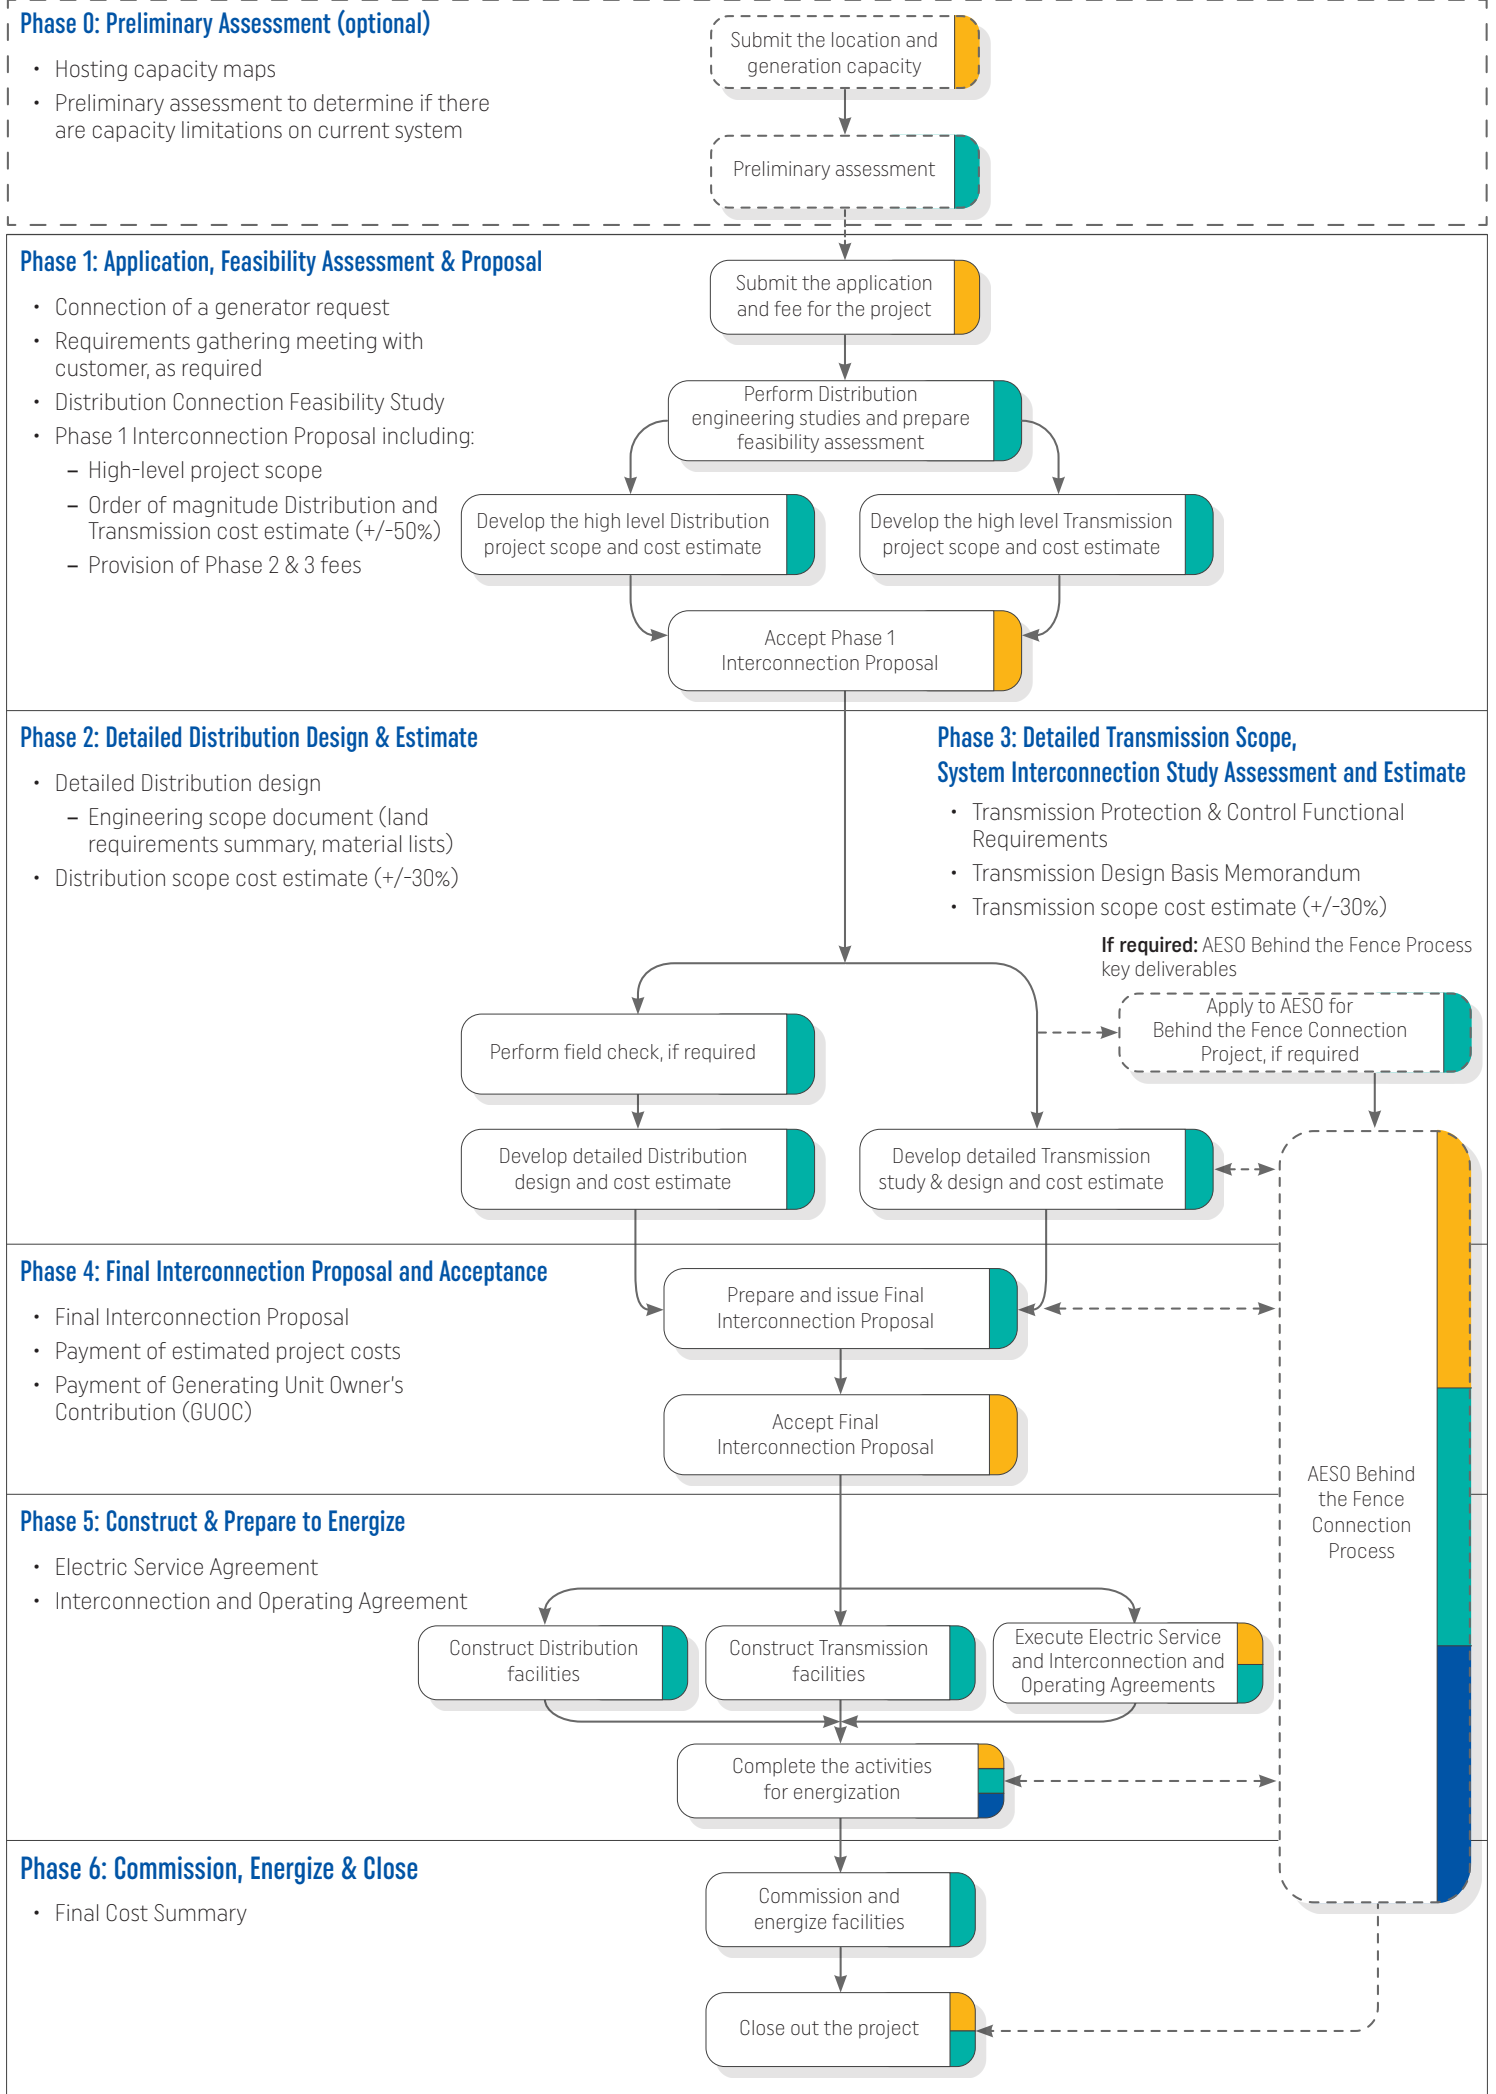 Phase 0: Preliminary Assessment (optional)
• Hosting capacity maps
• Preliminary assessment to determine if there
are capacity limitations on current system
Submit the location and
generation capacity
Preliminary assessment
Phase 1: Application, Feasibility Assessment & Proposal
• Connection of a generator request
• Requirements gathering meeting with
customer, as required
• Distribution Connection Feasibility Study
• Phase 1 Interconnection Proposal including:
– High-level project scope
– Order of magnitude Distribution and
Transmission cost estimate (+/-50%)
– Provision of Phase 2 & 3 fees
Submit the application
and fee for the project
Perform Distribution
engineering studies and prepare
feasibility assessment
Develop the high level Distribution
project scope and cost estimate
Develop the high level Transmission
project scope and cost estimate
Accept Phase 1
Interconnection Proposal
Phase 2: Detailed Distribution Design & Estimate
• Detailed Distribution design
– Engineering scope document (land
requirements summary, material lists)
• Distribution scope cost estimate (+/-30%)
Phase 3: Detailed Transmission Scope,
System Interconnection Study Assessment and Estimate
• Transmission Protection & Control Functional
Requirements
• Transmission Design Basis Memorandum
• Transmission scope cost estimate (+/-30%)
If required: AESO Behind the Fence Process
key deliverables
Apply to AESO for
Behind the Fence Connection
Project, if required
Perform field check, if required
Develop detailed Distribution
design and cost estimate
Develop detailed Transmission
study & design and cost estimate
Phase 4: Final Interconnection Proposal and Acceptance
• Final Interconnection Proposal
• Payment of estimated project costs
• Payment of Generating Unit Owner's
Contribution (GUOC)
Prepare and issue Final
Interconnection Proposal
Accept Final
Interconnection Proposal
AESO Behind
the Fence
Connection
Process
Phase 5: Construct & Prepare to Energize
• Electric Service Agreement
• Interconnection and Operating Agreement
Construct Distribution
facilities
Construct Transmission
facilities
Execute Electric Service
and Interconnection and
Operating Agreements
Complete the activities
for energization
Phase 6: Commission, Energize & Close
• Final Cost Summary
Commission and
energize facilities
Close out the project